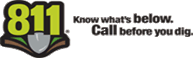 811
Know what's below.
Call before you dig.